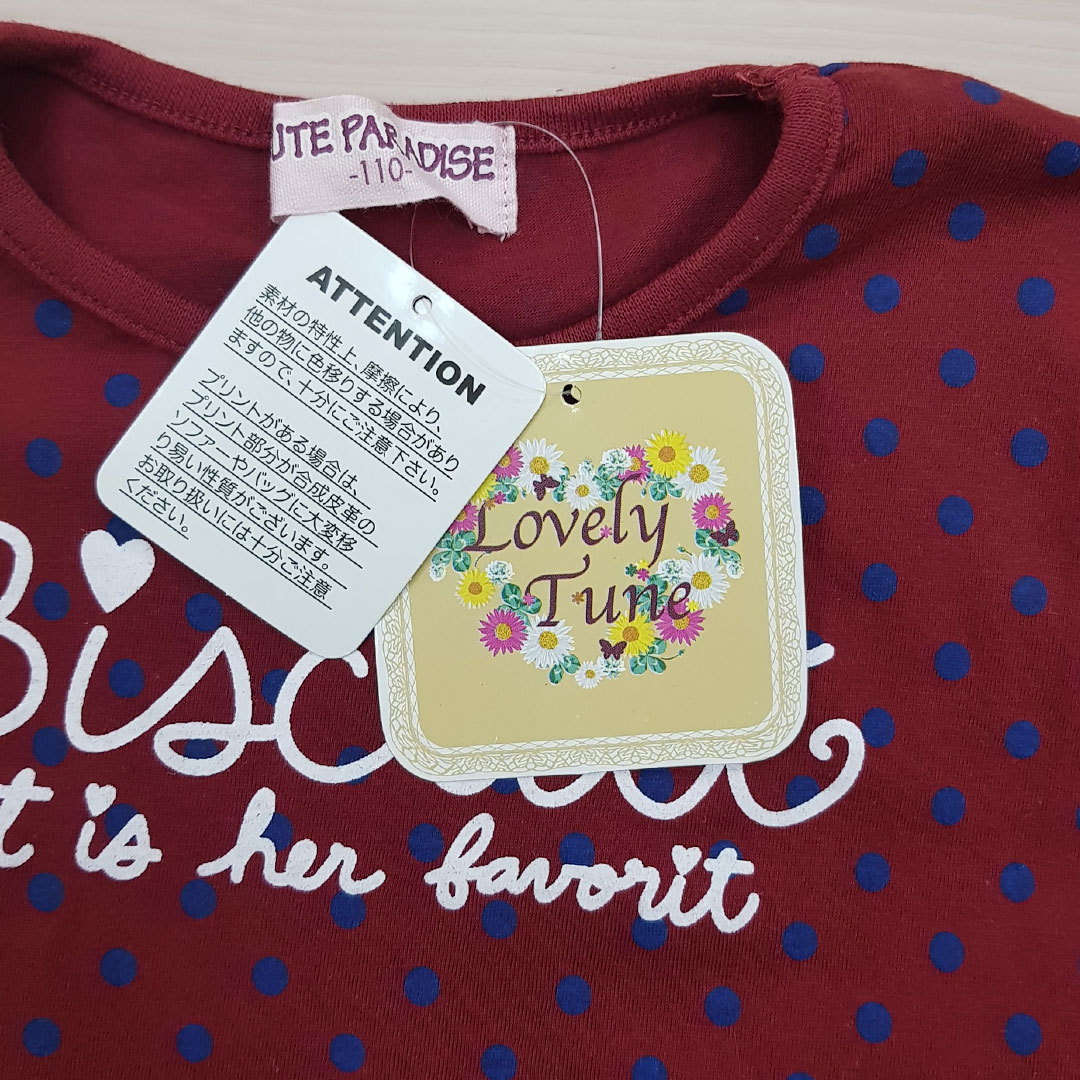 UTE PARADISE
-110-
ATTENTION
素材の特性上、摩擦により、
他の物に色移りする場合があり
ますので、十分にご注意下さい。
プリントがある場合は、
プリント部分が合成皮革の
ソファーやバッグに大変移
り易い性質がございます。
お取り扱いには十分ご注意
ください。
Lovely
Tune
t is her favorit